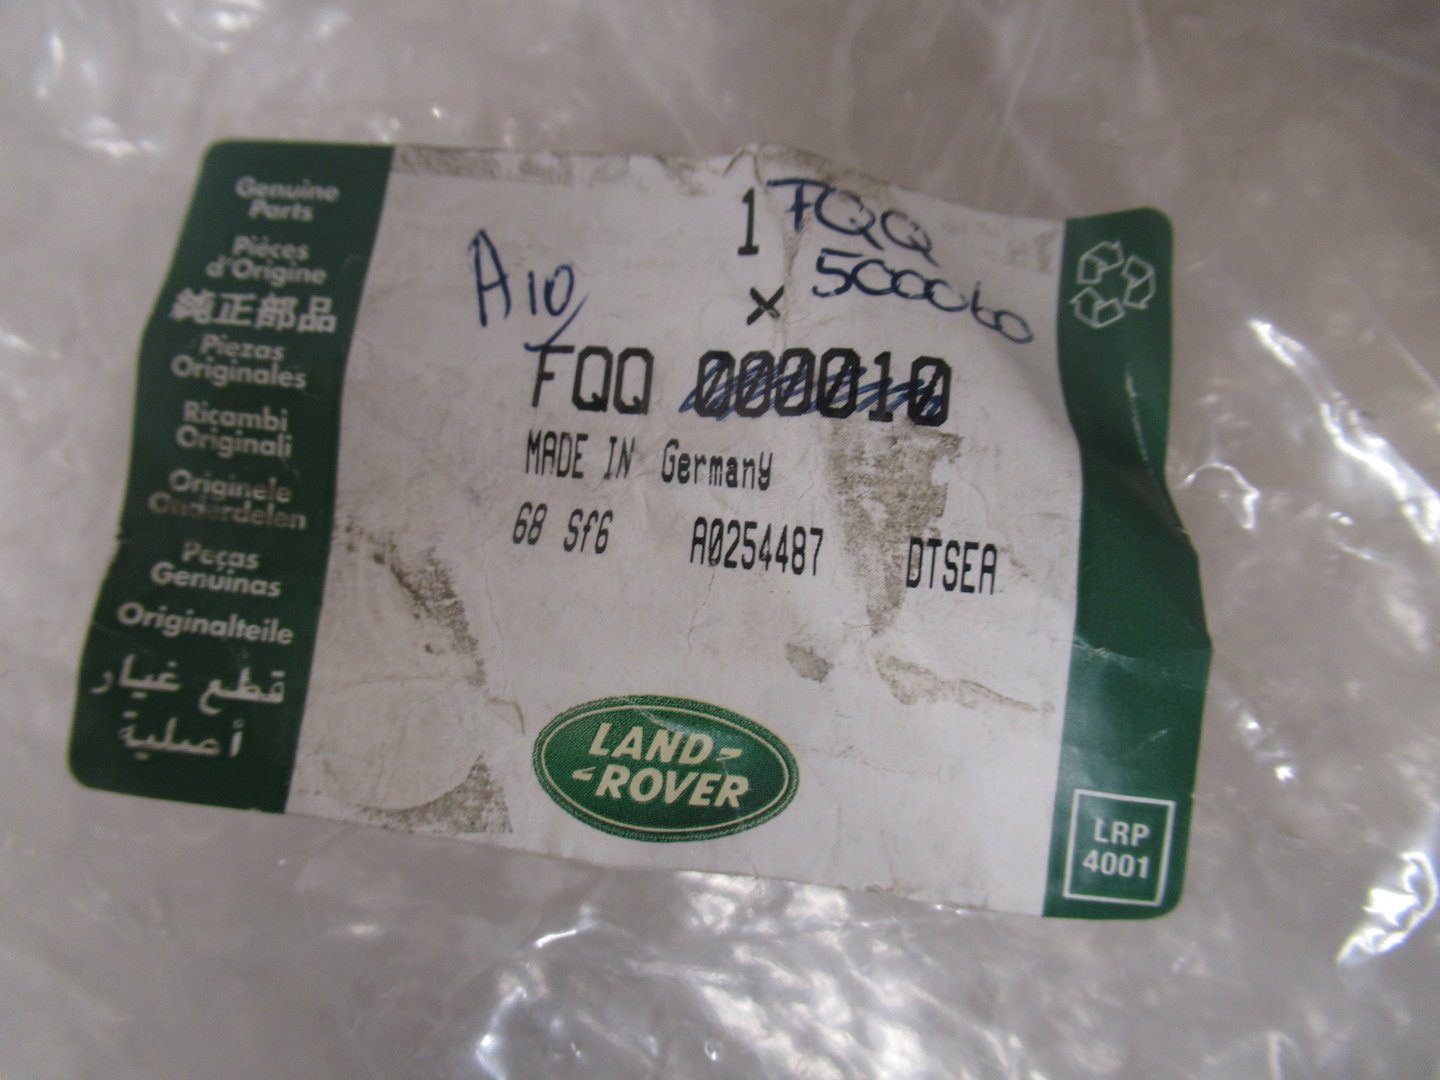 Genuine
Parts
Pièces
d'Origine
純正部品
Piezas
Originales
Ricambi
Originali
Originele
Onderdelen
Peças
Genuinas
Originalteile
قطع غيار
أصلية
1
x
A10
FQQ
500060
FQQ 000010
MADE IN Germany
68 Sf6 A0254487 DTSEA
LAND-
-ROVER
LRP
4001